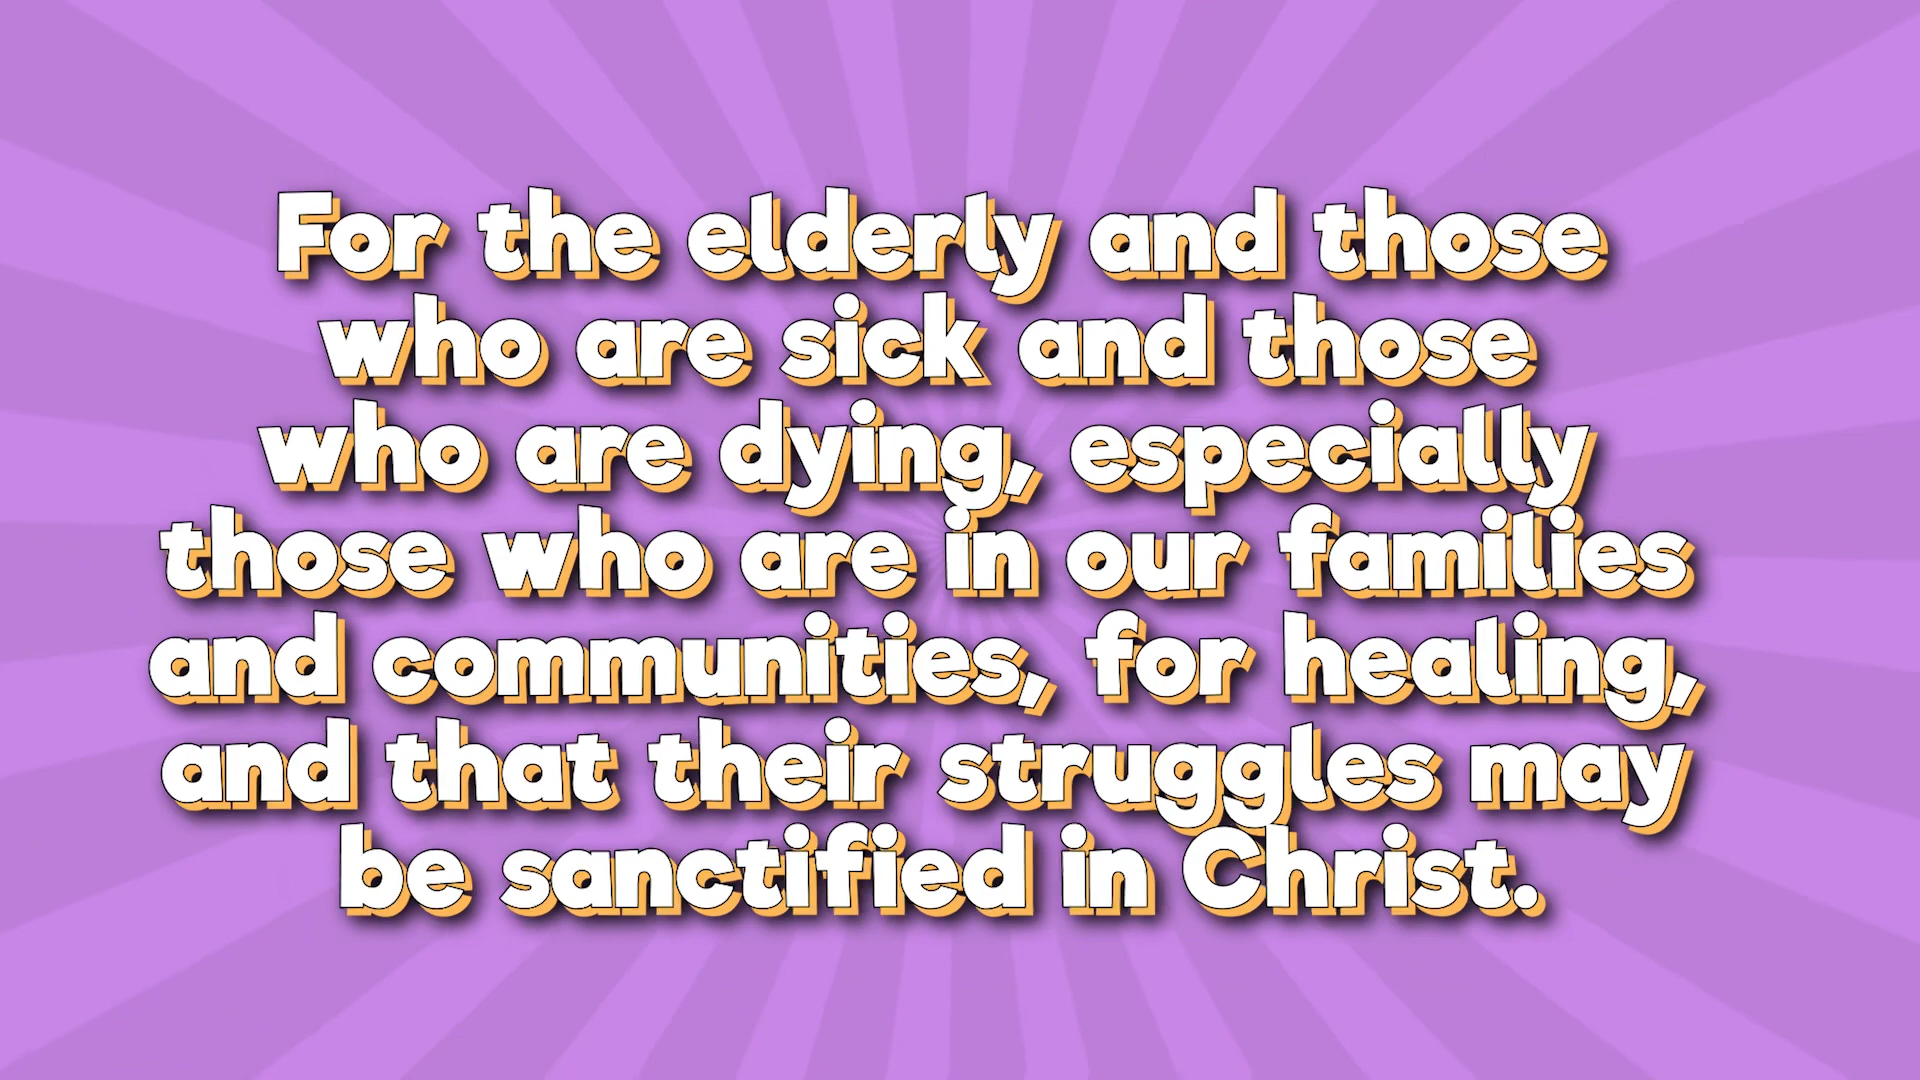 For the elderly and those
who are sick and those
who are dying, especially
those who are in our families
and communities, for healing,
and that their struggles may
be sanctified in Christ.